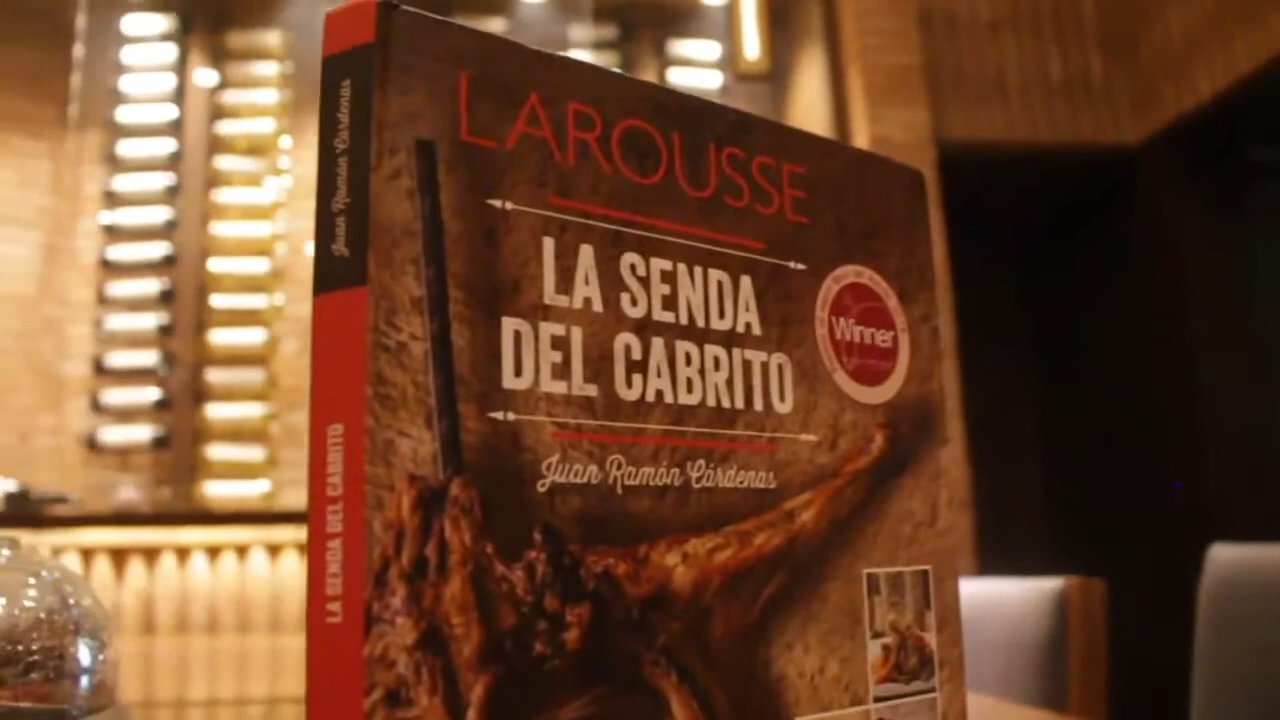 LAROUSSE
LA SENDA
DEL CABRITO
Juan Ramón Cárdenas
Winner
Juan Ramón Cárdenas
LA SENDA DEL CABRITO